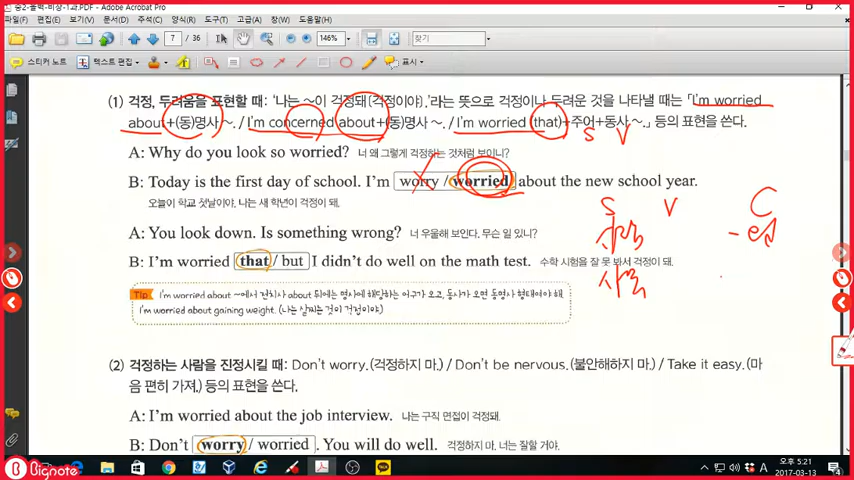 중2-능력-비상-1과.PDF - Adobe Acrobat Pro
파일(F) 편집(E) 보기(V) 문서(D) 주석(C) 양식(R) 도구(T) 고급(A) 창(W) 도움말(H)
7 / 36 146% 찾기
스티커 노트 텍스트 편집 표시
(1) 걱정, 두려움을 표현할 때: ‘나는 ~이 걱정돼(걱정이야).’라는 뜻으로 걱정이나 두려운 것을 나타낼 때는 「I'm worried
about+(동)명사 ~. / I'm concerned about+(동)명사 ~. / I'm worried (that)+주어+동사 ~.」 등의 표현을 쓴다.
S V
A: Why do you look so worried? 너 왜 그렇게 걱정하는 것처럼 보이니?
B: Today is the first day of school. I'm worry / worried about the new school year.
오늘이 학교 첫날이야. 나는 새 학년이 걱정이 돼.
S V C
A: You look down. Is something wrong? 너 우울해 보인다. 무슨 일 있니?
사람 - ed
B: I'm worried that / but I didn't do well on the math test. 수학 시험을 잘 못 봐서 걱정이 돼.
사물
Tip I'm worried about ~에서 전치사 about 뒤에는 명사에 해당하는 어구가 오고, 동사가 오면 동명사 형태여야 해.
I'm worried about gaining weight. (나는 살찌는 것이 걱정이야)
(2) 걱정하는 사람을 진정시킬 때: Don't worry.(걱정하지 마.) / Don't be nervous.(불안해하지 마.) / Take it easy.(마
음 편히 가져.) 등의 표현을 쓴다.
A: I'm worried about the job interview. 나는 구직 면접이 걱정돼.
B: Don't worry / worried. You will do well. 걱정하지 마, 너는 잘할 거야.
Bignote
A 오후 5:21
2017-03-13